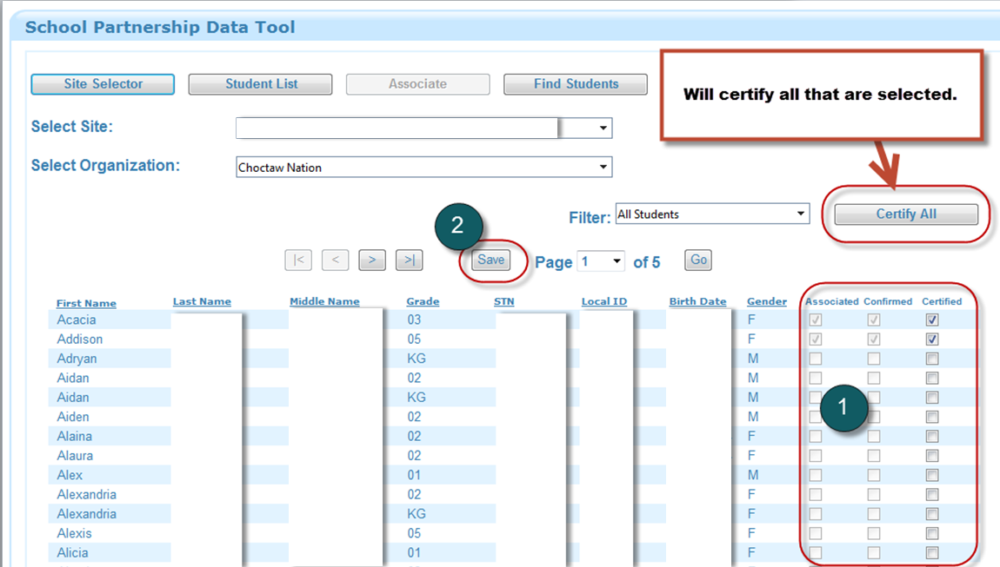 School Partnership Data Tool
Will certify all that are selected.
Site Selector Student List Associate Find Students
Select Site:
Select Organization: Choctaw Nation
Filter: All Students Certify All
2
|< < > >| Save Page 1 of 5 Go
First Name Last Name Middle Name Grade STN Local ID Birth Date Gender Associated Confirmed Certified
Acacia 03 F
Addison 05 F
Adryan KG M
Aidan 02 M
Aidan KG M
1
Aiden 02 M
Alaina 02 F
Alaura 02 F
Alex 01 M
Alexandria 02 F
Alexandria KG F
Alexis 05 F
Alicia 01 F